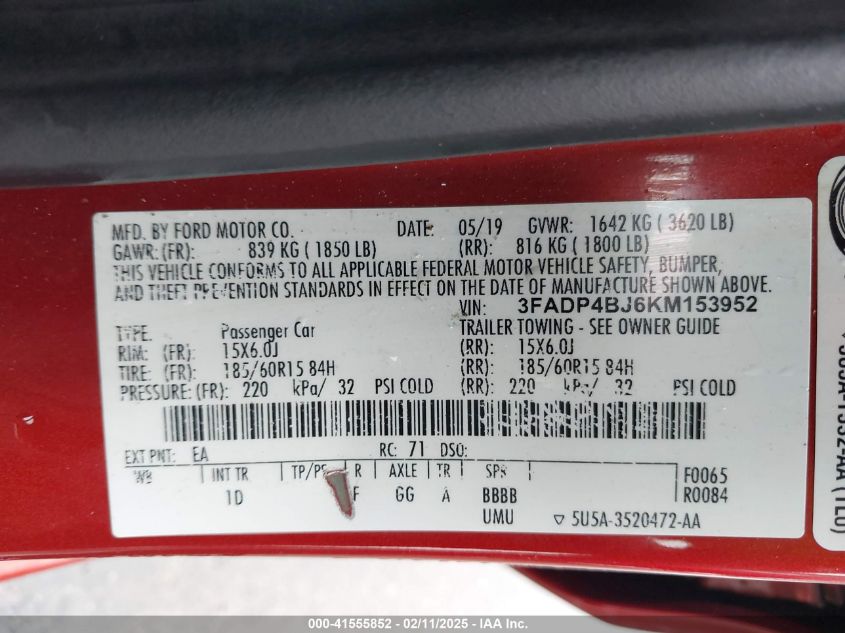 MFD. BY FORD MOTOR CO. DATE: 05/19 GVWR: 1642 KG ( 3620 LB)
GAWR: (FR): 839 KG ( 1850 LB) (RR): 816 KG ( 1800 LB)
THIS VEHICLE CONFORMS TO ALL APPLICABLE FEDERAL MOTOR VEHICLE SAFETY, BUMPER,
AND THEFT PREVENTION STANDARDS IN EFFECT ON THE DATE OF MANUFACTURE SHOWN ABOVE.
VIN: 3FADP4BJ6KM153952
TYPE: Passenger Car TRAILER TOWING - SEE OWNER GUIDE
RIM: (FR): 15X6.0J (RR): 15X6.0J
TIRE: (FR): 185/60R15 84H (RR): 185/60R15 84H
PRESSURE: (FR): 220 kPa/ 32 PSI COLD (RR): 220 kPa/ 32 PSI COLD
EXT PNT: EA RC: 71 DSO:
WB INT TR TP/PS R AXLE TR SPR F0065
1D F GG A BBBB R0084
UMU ▽ 5U5A-3520472-AA
000-41555852 - 02/11/2025 - IAA Inc.